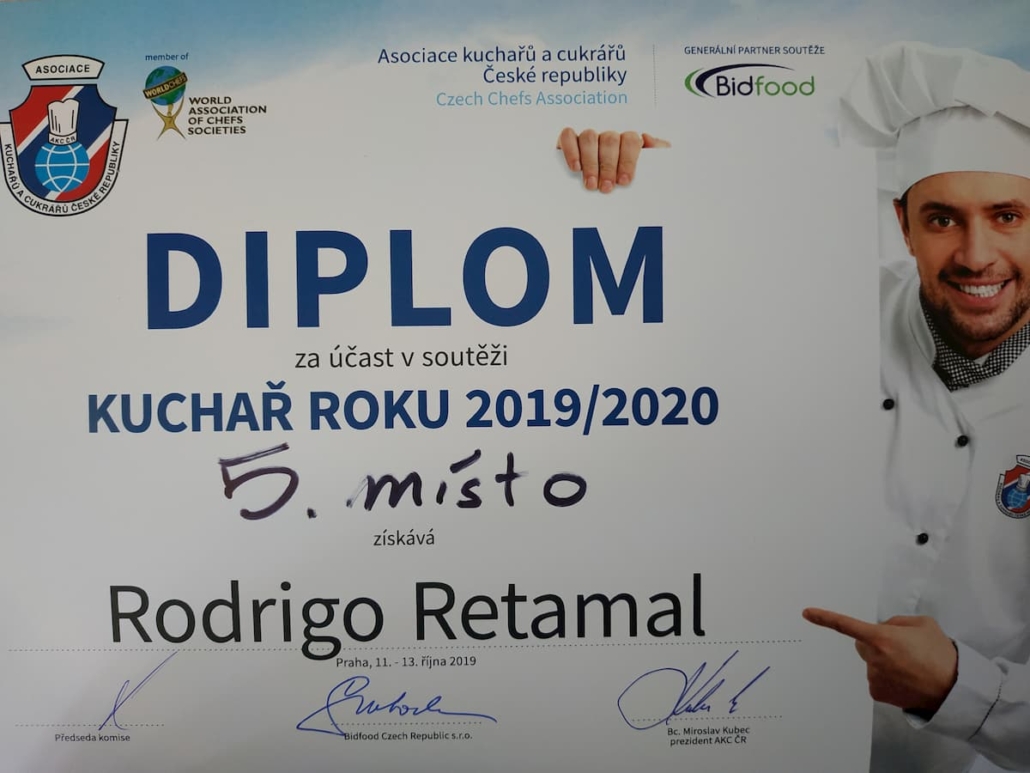 ASOCIACE
KUCHAŘŮ A CUKRÁŘŮ ČESKÉ REPUBLIKY
AKC ČR
member of
WORLDCHEFS
WORLD
ASSOCIATION
OF CHEFS
SOCIETIES
Asociace kuchařů a cukrářů
České republiky
Czech Chefs Association
GENERÁLNÍ PARTNER SOUTĚŽE
Bidfood
DIPLOM
za účast v soutěži
KUCHAŘ ROKU 2019/2020
5. místo
získává
Rodrigo Retamal
Praha, 11. - 13. října 2019
Předseda komise
Bidfood Czech Republic s.r.o.
Bc. Miroslav Kubec
prezident AKC ČR